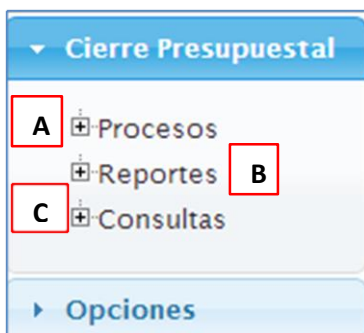 Cierre Presupuestal
A Procesos
Reportes B
C Consultas
Opciones